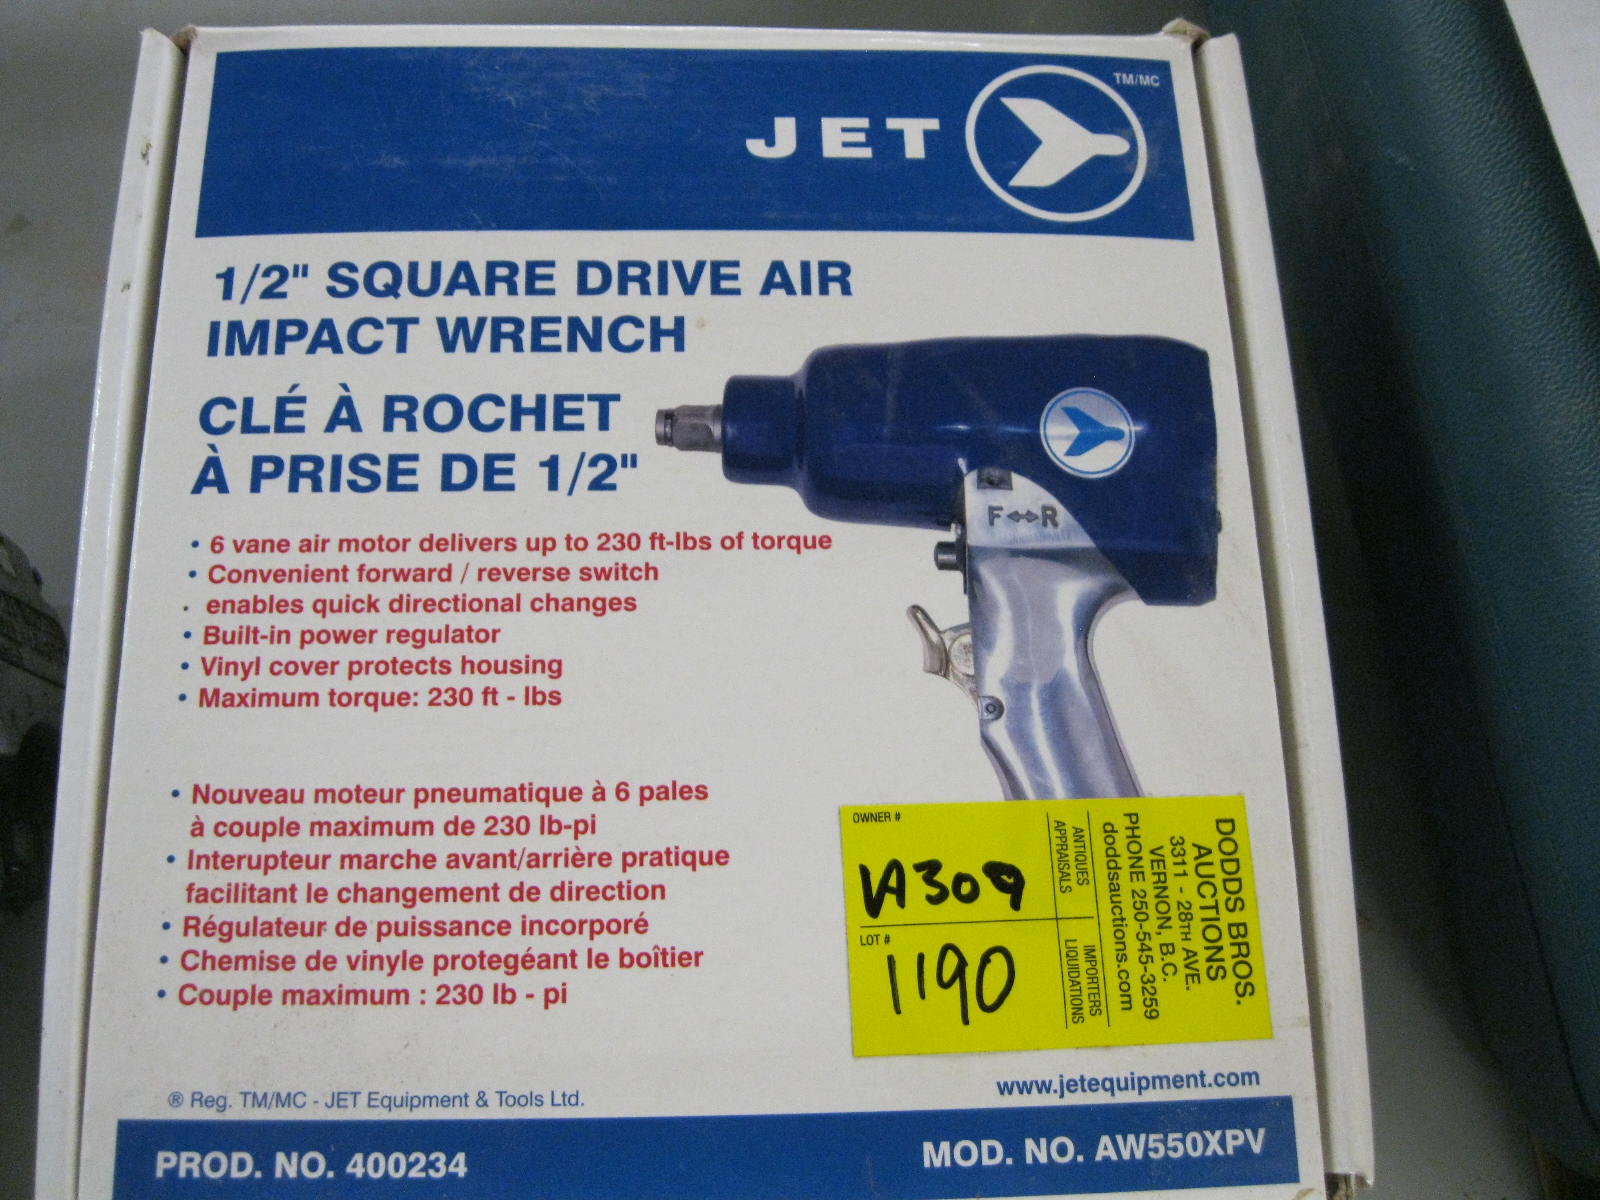 JET
TM/MC
1/2" SQUARE DRIVE AIR
IMPACT WRENCH
CLÉ À ROCHET
À PRISE DE 1/2"
• 6 vane air motor delivers up to 230 ft-lbs of torque
• Convenient forward / reverse switch
• enables quick directional changes
• Built-in power regulator
• Vinyl cover protects housing
• Maximum torque: 230 ft - lbs
F↔R
• Nouveau moteur pneumatique à 6 pales
à couple maximum de 230 lb-pi
• Interupteur marche avant/arrière pratique
facilitant le changement de direction
• Régulateur de puissance incorporé
• Chemise de vinyle protegéant le boîtier
• Couple maximum : 230 lb - pi
OWNER #
VA309
LOT #
1190
DODDS BROS.
AUCTIONS
3311 - 28TH AVE.
VERNON, B.C.
PHONE 250-545-3259
doddsauctions.com
ANTIQUES
APPRAISALS
IMPORTERS
LIQUIDATIONS
www.jetequipment.com
® Reg. TM/MC - JET Equipment & Tools Ltd.
PROD. NO. 400234
MOD. NO. AW550XPV